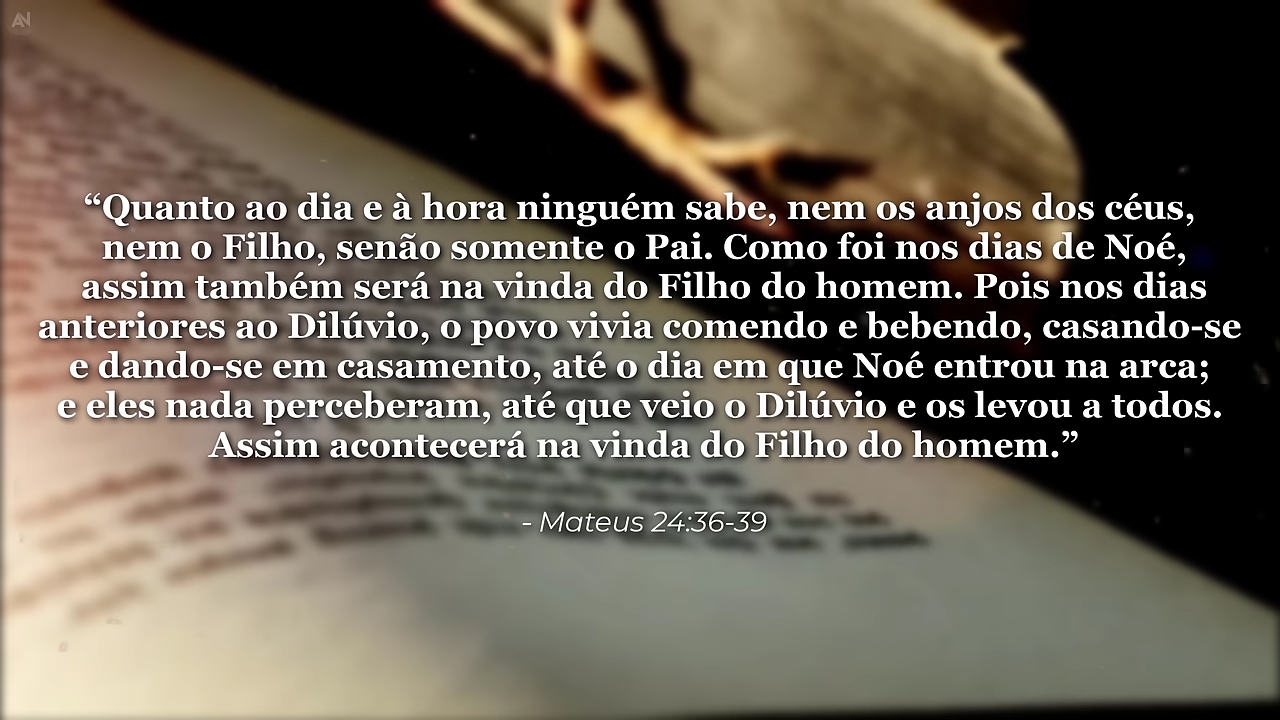 AN
“Quanto ao dia e à hora ninguém sabe, nem os anjos dos céus,
nem o Filho, senão somente o Pai. Como foi nos dias de Noé,
assim também será na vinda do Filho do homem. Pois nos dias
anteriores ao Dilúvio, o povo vivia comendo e bebendo, casando-se
e dando-se em casamento, até o dia em que Noé entrou na arca;
e eles nada perceberam, até que veio o Dilúvio e os levou a todos.
Assim acontecerá na vinda do Filho do homem.”
- Mateus 24:36-39